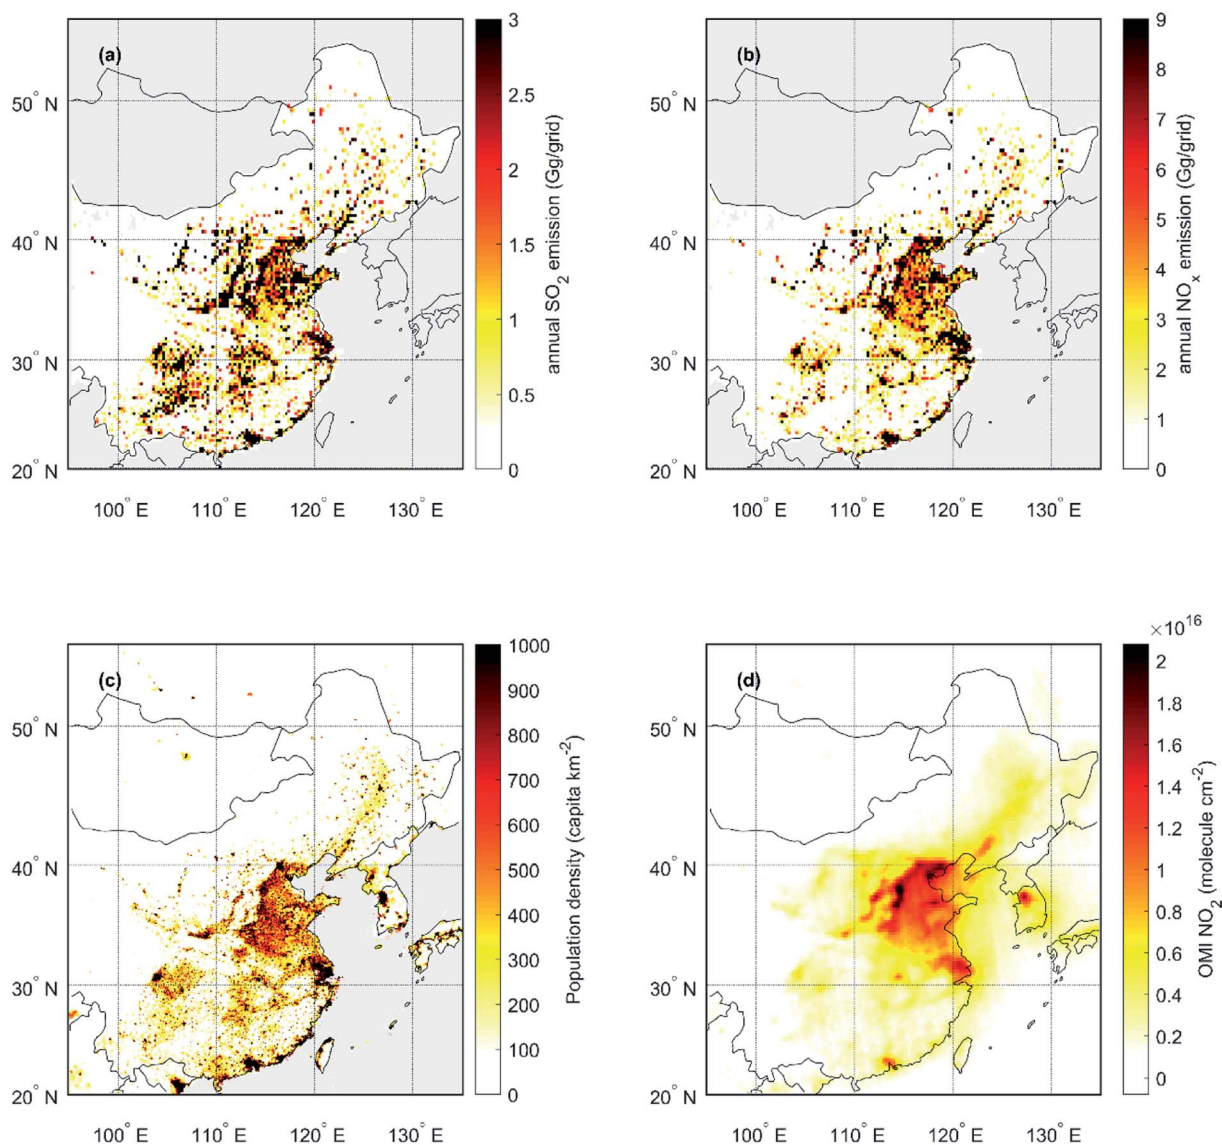 (a)
50° N
40° N
30° N
20° N
100° E 110° E 120° E 130° E
3
2.5
2
1.5
1
0.5
0
annual SO2 emission (Gg/grid)
(b)
50° N
40° N
30° N
20° N
100° E 110° E 120° E 130° E
9
8
7
6
5
4
3
2
1
0
annual NOx emission (Gg/grid)
(c)
50° N
40° N
30° N
20° N
100° E 110° E 120° E 130° E
1000
900
800
700
600
500
400
300
200
100
0
Population density (capita km-2)
(d)
50° N
40° N
30° N
20° N
100° E 110° E 120° E 130° E
×10^16
2
1.8
1.6
1.4
1.2
1
0.8
0.6
0.4
0.2
0
OMI NO2 (molecule cm-2)